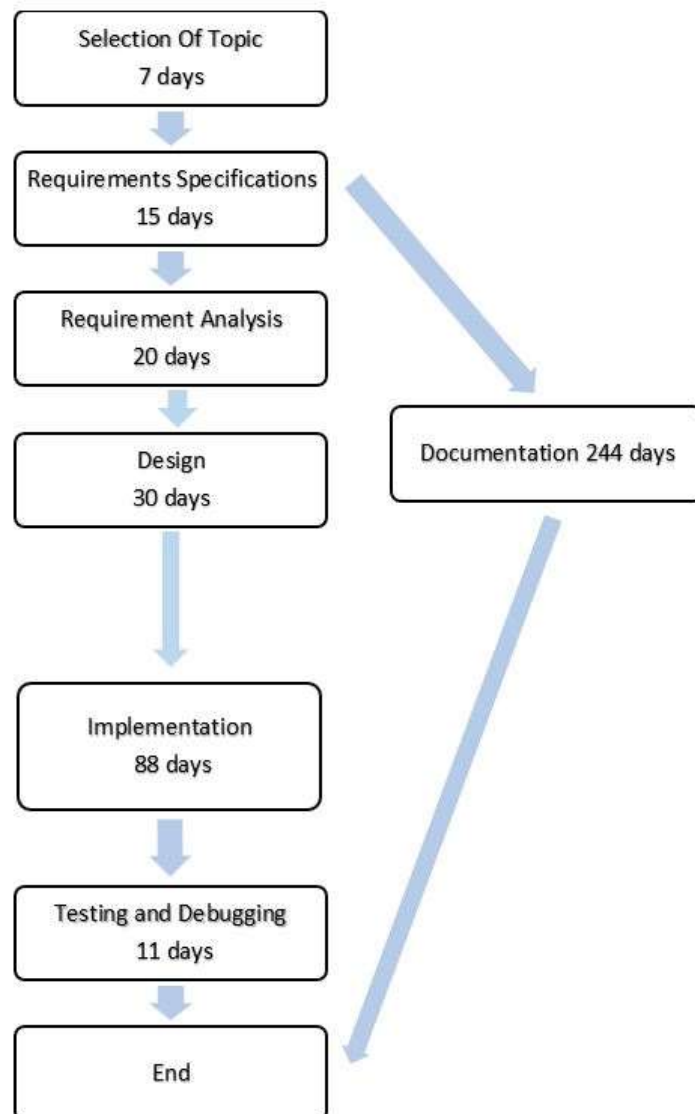 Selection Of Topic
7 days
Requirements Specifications
15 days
Requirement Analysis
20 days
Design
30 days
Documentation 244 days
Implementation
88 days
Testing and Debugging
11 days
End